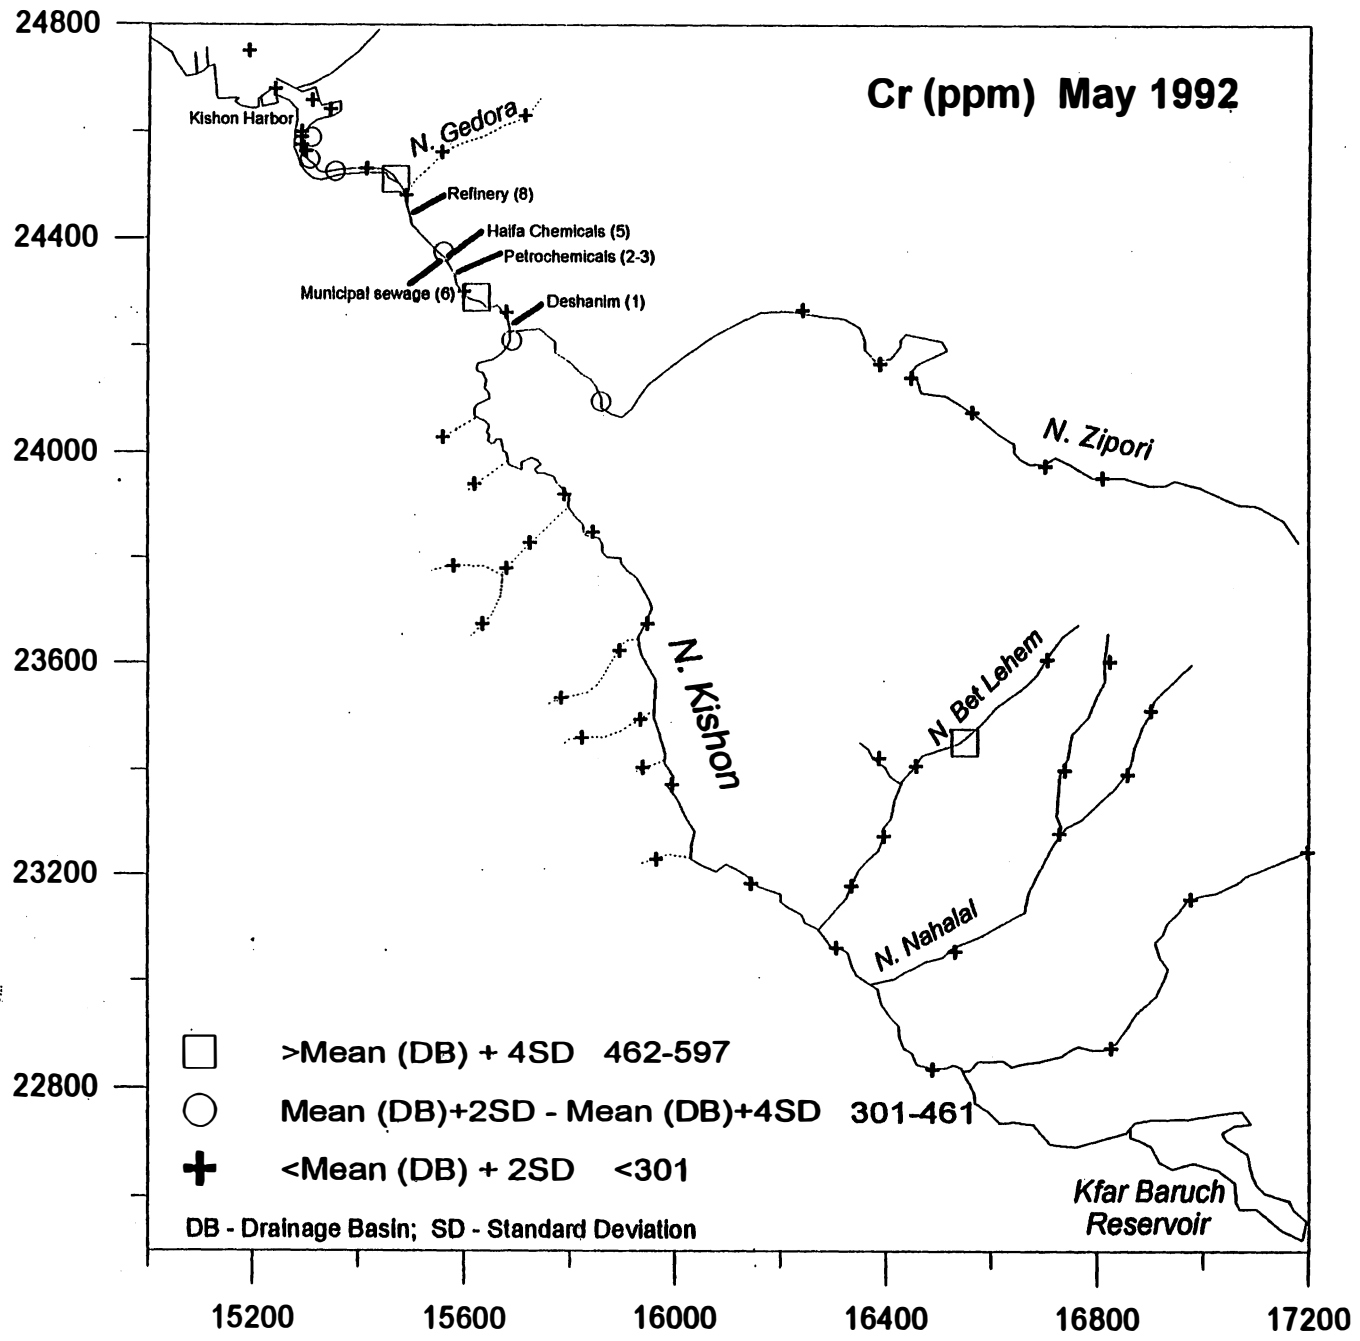 24800
Cr (ppm) May 1992
N. Gedora
Kishon Harbor
Refinery (8)
24400
Haifa Chemicals (5)
Petrochemicals (2-3)
Municipal sewage (6)
Deshanim (1)
24000
N. Zipori
23600
N. Kishon
N. Bet Lehem
23200
N. Nahalal
>Mean (DB) + 4SD 462-597
22800
Mean (DB)+2SD - Mean (DB)+4SD 301-461
<Mean (DB) + 2SD <301
Kfar Baruch
Reservoir
DB - Drainage Basin; SD - Standard Deviation
15200 15600 16000 16400 16800 17200